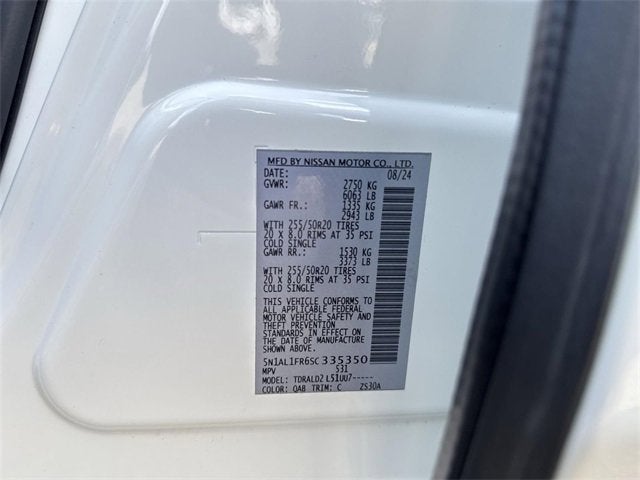 MFD BY NISSAN MOTOR CO., LTD.
DATE: 08/24
GVWR: 2750 KG
6063 LB
GAWR FR.: 1335 KG
2943 LB
WITH 255/50R20 TIRES
20 X 8.0 RIMS AT 35 PSI
COLD SINGLE
GAWR RR.: 1530 KG
3373 LB
WITH 255/50R20 TIRES
20 X 8.0 RIMS AT 35 PSI
COLD SINGLE
THIS VEHICLE CONFORMS TO
ALL APPLICABLE FEDERAL
MOTOR VEHICLE SAFETY AND
THEFT PREVENTION
STANDARDS IN EFFECT ON
THE DATE OF MANUFACTURE
SHOWN ABOVE.
5N1AL1FR6SC335350
MPV 531
MODEL: TDRALDZ L51UU7-----
COLOR: QAB TRIM: C ZS30A